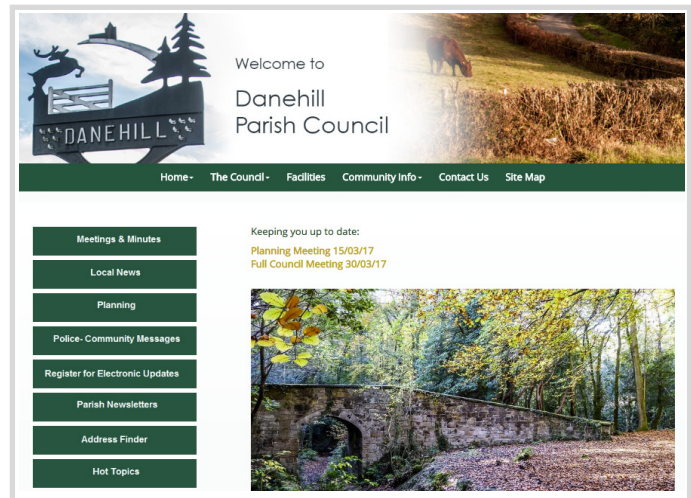 Welcome to
Danehill
Parish Council
DANEHILL
Home The Council Facilities Community Info Contact Us Site Map
Meetings & Minutes
Local News
Planning
Police- Community Messages
Register for Electronic Updates
Parish Newsletters
Address Finder
Hot Topics
Keeping you up to date:
Planning Meeting 15/03/17
Full Council Meeting 30/03/17